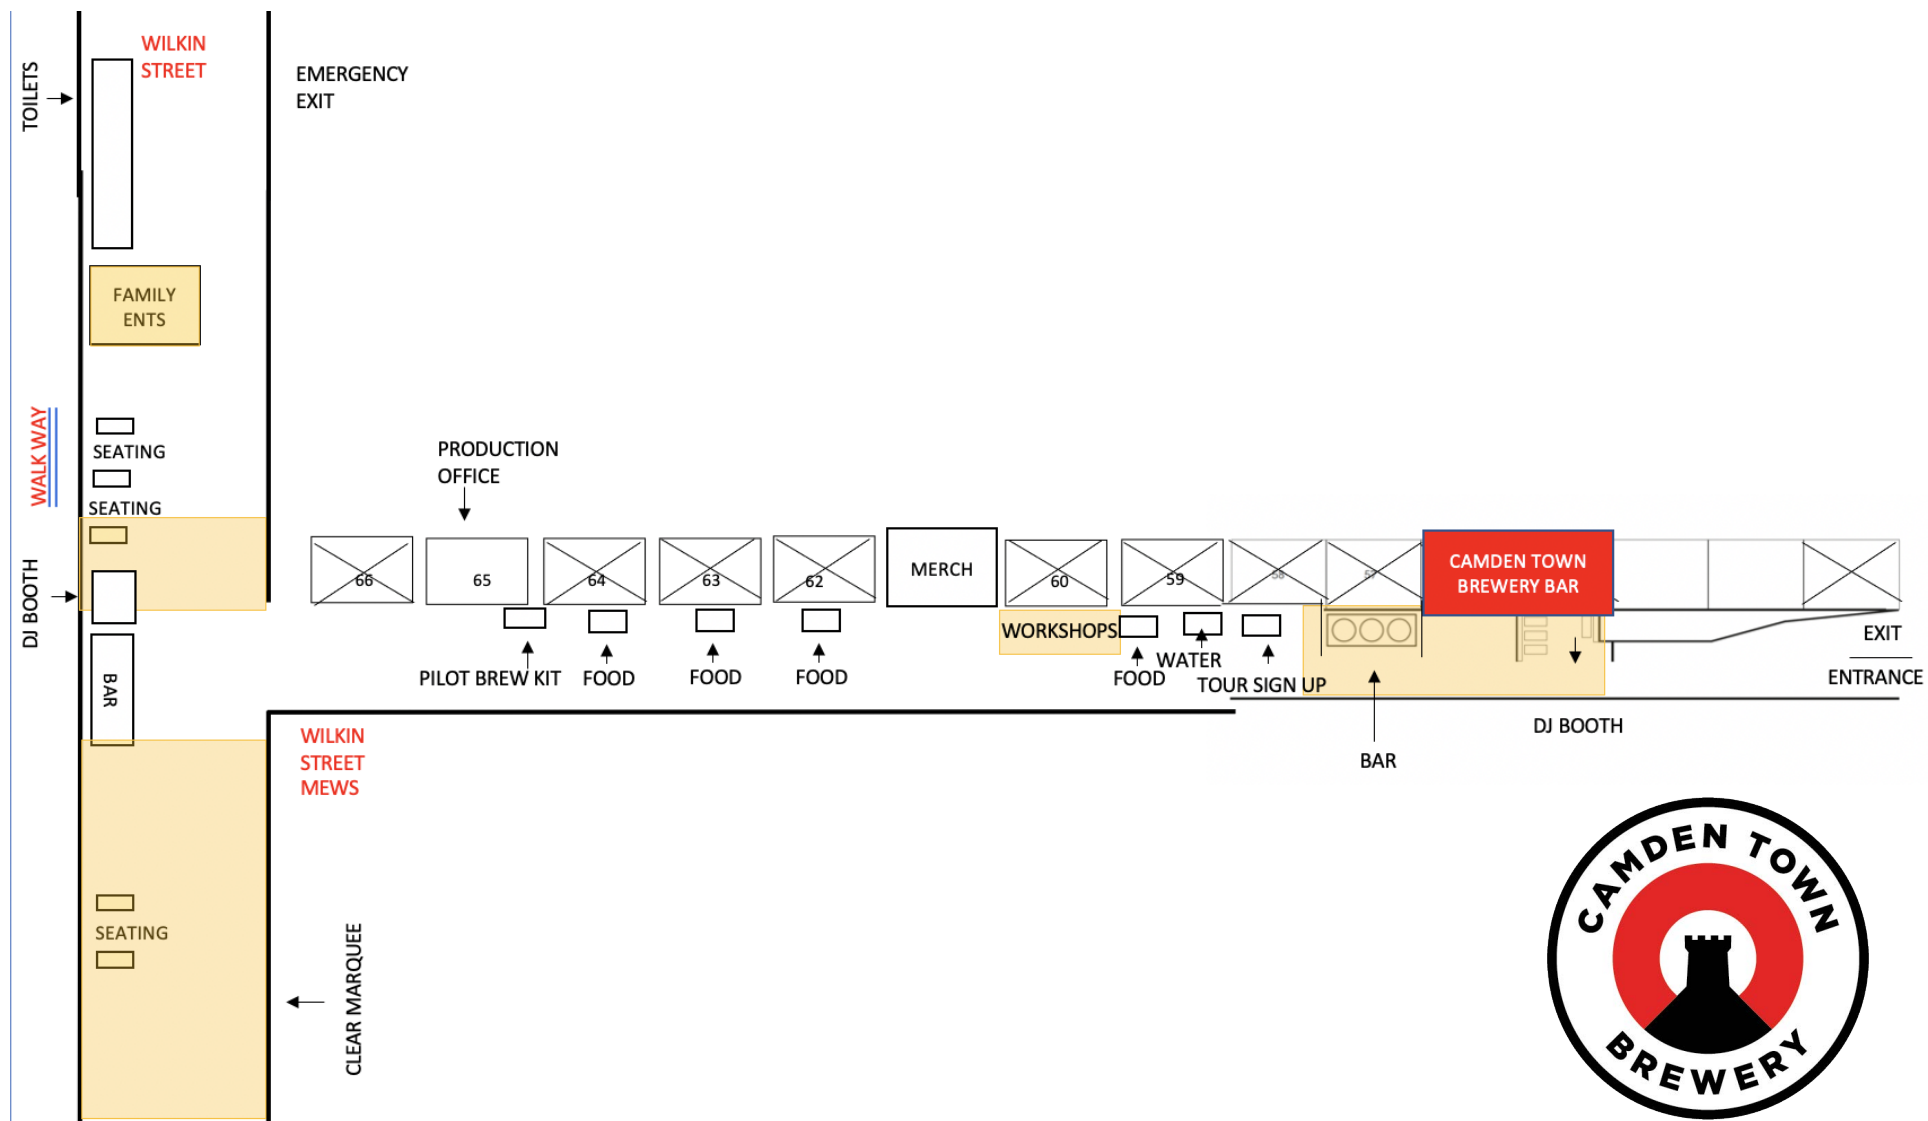 WILKIN
STREET
TOILETS
EMERGENCY
EXIT
FAMILY
ENTS
WALK WAY
SEATING
SEATING
DJ BOOTH
BAR
SEATING
CLEAR MARQUEE
WILKIN
STREET
MEWS
PRODUCTION
OFFICE
66
65
64
63
62
MERCH
60
59
58
57
CAMDEN TOWN
BREWERY BAR
PILOT BREW KIT
FOOD
FOOD
FOOD
WORKSHOPS
FOOD
WATER
TOUR SIGN UP
BAR
DJ BOOTH
EXIT
ENTRANCE
CAMDEN TOWN
BREWERY